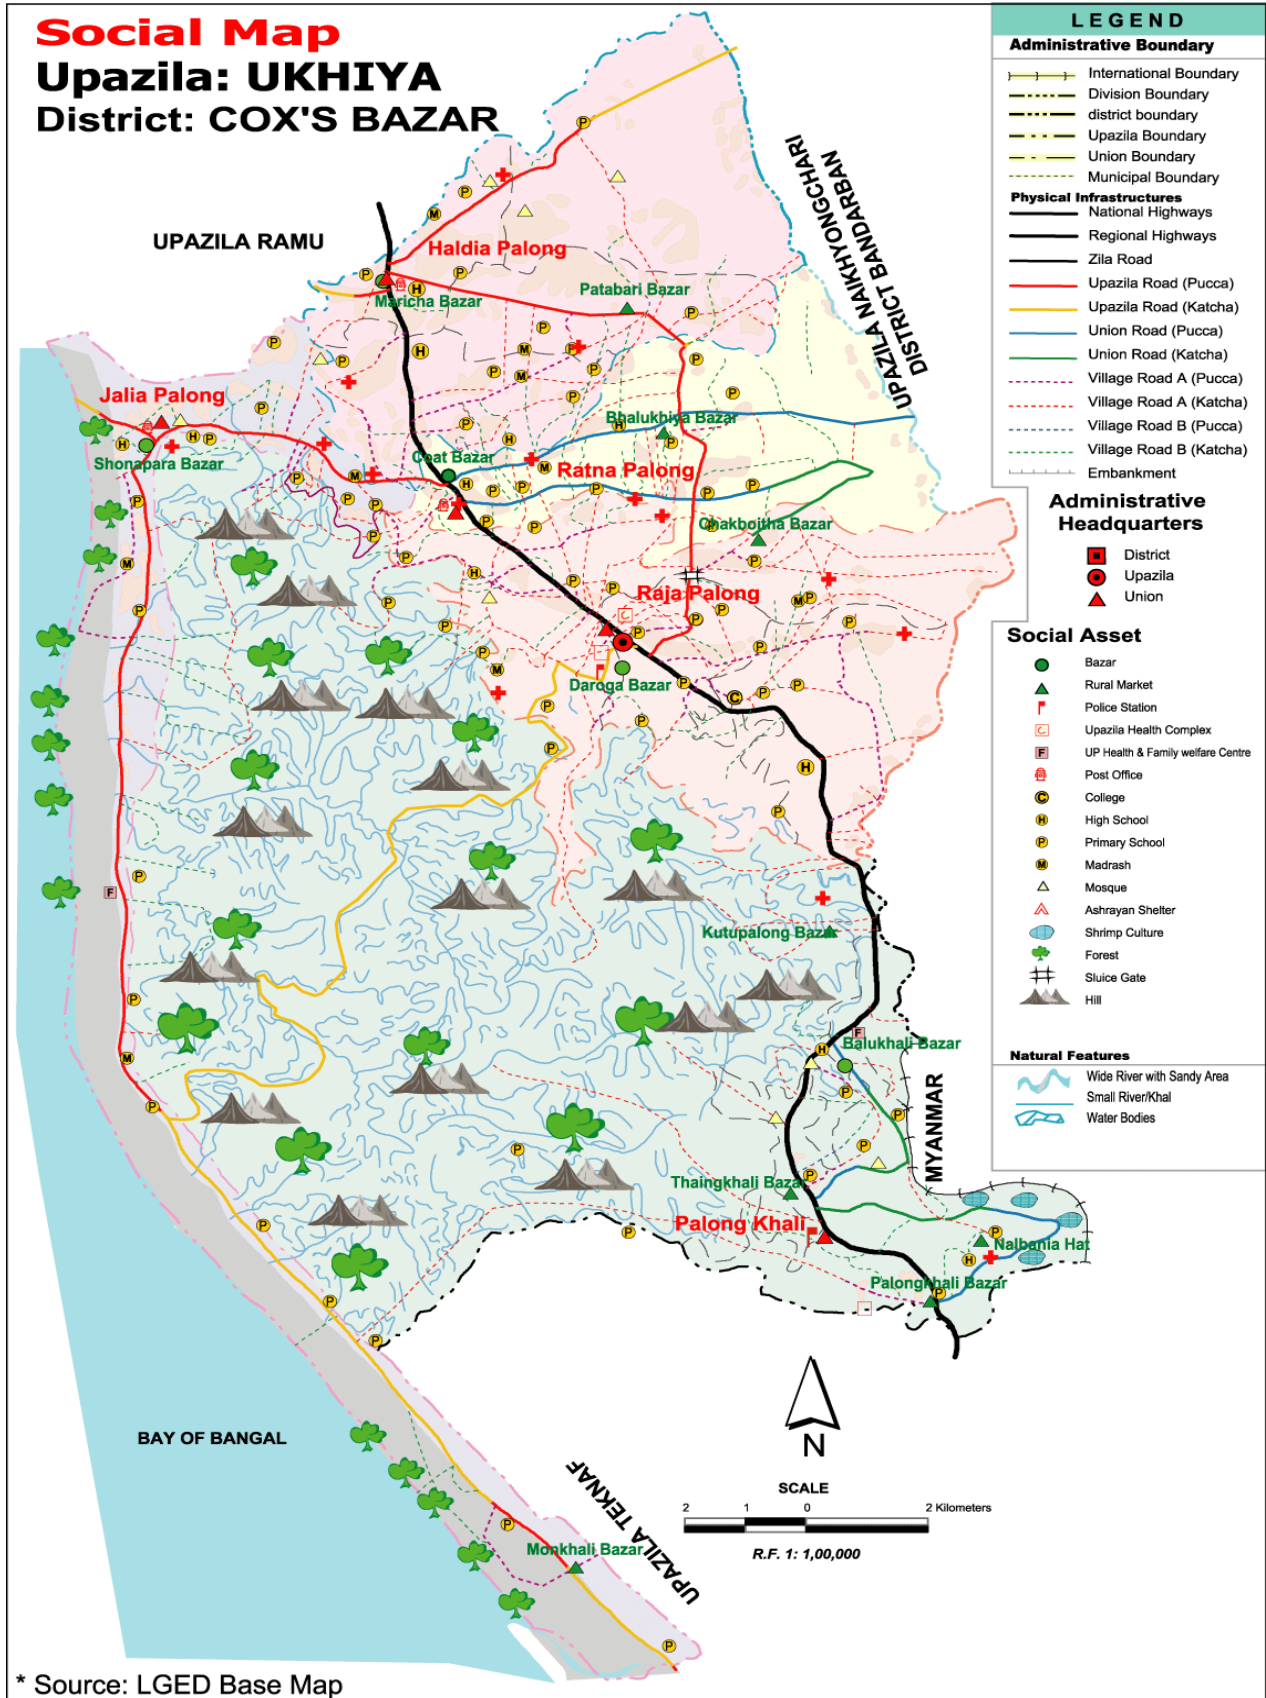 Social Map
Upazila: UKHIYA
District: COX'S BAZAR
UPAZILA RAMU
UPAZILA NAIKHYONGCHARI
DISTRICT BANDARBAN
Haldia Palong
Maricha Bazar
Patabari Bazar
Jalia Palong
Shonapara Bazar
Bhalukhiya Bazar
Coat Bazar
Ratna Palong
Chakboitha Bazar
Raja Palong
Daroga Bazar
Kutupalong Bazar
Balukhali Bazar
MYANMAR
Thaingkhali Bazar
Palong Khali
Nalbania Hat
Palongkhali Bazar
BAY OF BANGAL
UPAZILA TEKNAF
Monkhali Bazar
N
SCALE
2 1 0 2 Kilometers
R.F. 1: 1,00,000
* Source: LGED Base Map
LEGEND
Administrative Boundary
International Boundary
Division Boundary
district boundary
Upazila Boundary
Union Boundary
Municipal Boundary
Physical Infrastructures
National Highways
Regional Highways
Zila Road
Upazila Road (Pucca)
Upazila Road (Katcha)
Union Road (Pucca)
Union Road (Katcha)
Village Road A (Pucca)
Village Road A (Katcha)
Village Road B (Pucca)
Village Road B (Katcha)
Embankment
Administrative
Headquarters
District
Upazila
Union
Social Asset
Bazar
Rural Market
Police Station
Upazila Health Complex
F UP Health & Family welfare Centre
Post Office
C College
H High School
P Primary School
M Madrash
Mosque
Ashrayan Shelter
Shrimp Culture
Forest
Sluice Gate
Hill
Natural Features
Wide River with Sandy Area
Small River/Khal
Water Bodies